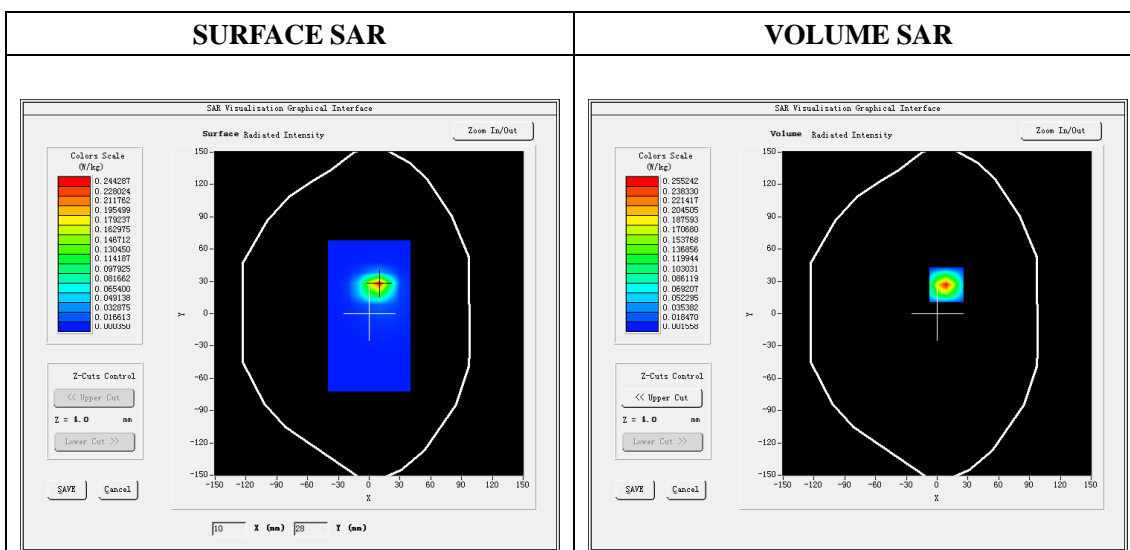 SURFACE SAR
SAR Visualisation Graphical Interface
Surface Radiated Intensity
Zoom In/Out
Colors Scale
(W/kg)
0.244287
0.228024
0.211762
0.195499
0.179237
0.162975
0.146712
0.130450
0.114187
0.097925
0.081662
0.065400
0.049138
0.032875
0.016613
0.000350
Z-Cuts Control
<< Upper Cut
Z = 4.0 mm
Lower Cut >>
SAVE Cancel
150
120
90
60
30
0
-30
-60
-90
-120
-150
Y
-150 -120 -90 -60 -30 0 30 60 90 120 150
X
10 X (mm) 28 Y (mm)
VOLUME SAR
SAR Visualisation Graphical Interface
Volume Radiated Intensity
Zoom In/Out
Colors Scale
(W/kg)
0.255242
0.238330
0.221417
0.204505
0.187593
0.170680
0.153768
0.136856
0.119944
0.103031
0.086119
0.069207
0.052295
0.035382
0.018470
0.001558
Z-Cuts Control
<< Upper Cut
Z = 4.0 mm
Lower Cut >>
SAVE Cancel
150
120
90
60
30
0
-30
-60
-90
-120
-150
Y
-150 -120 -90 -60 -30 0 30 60 90 120 150
X